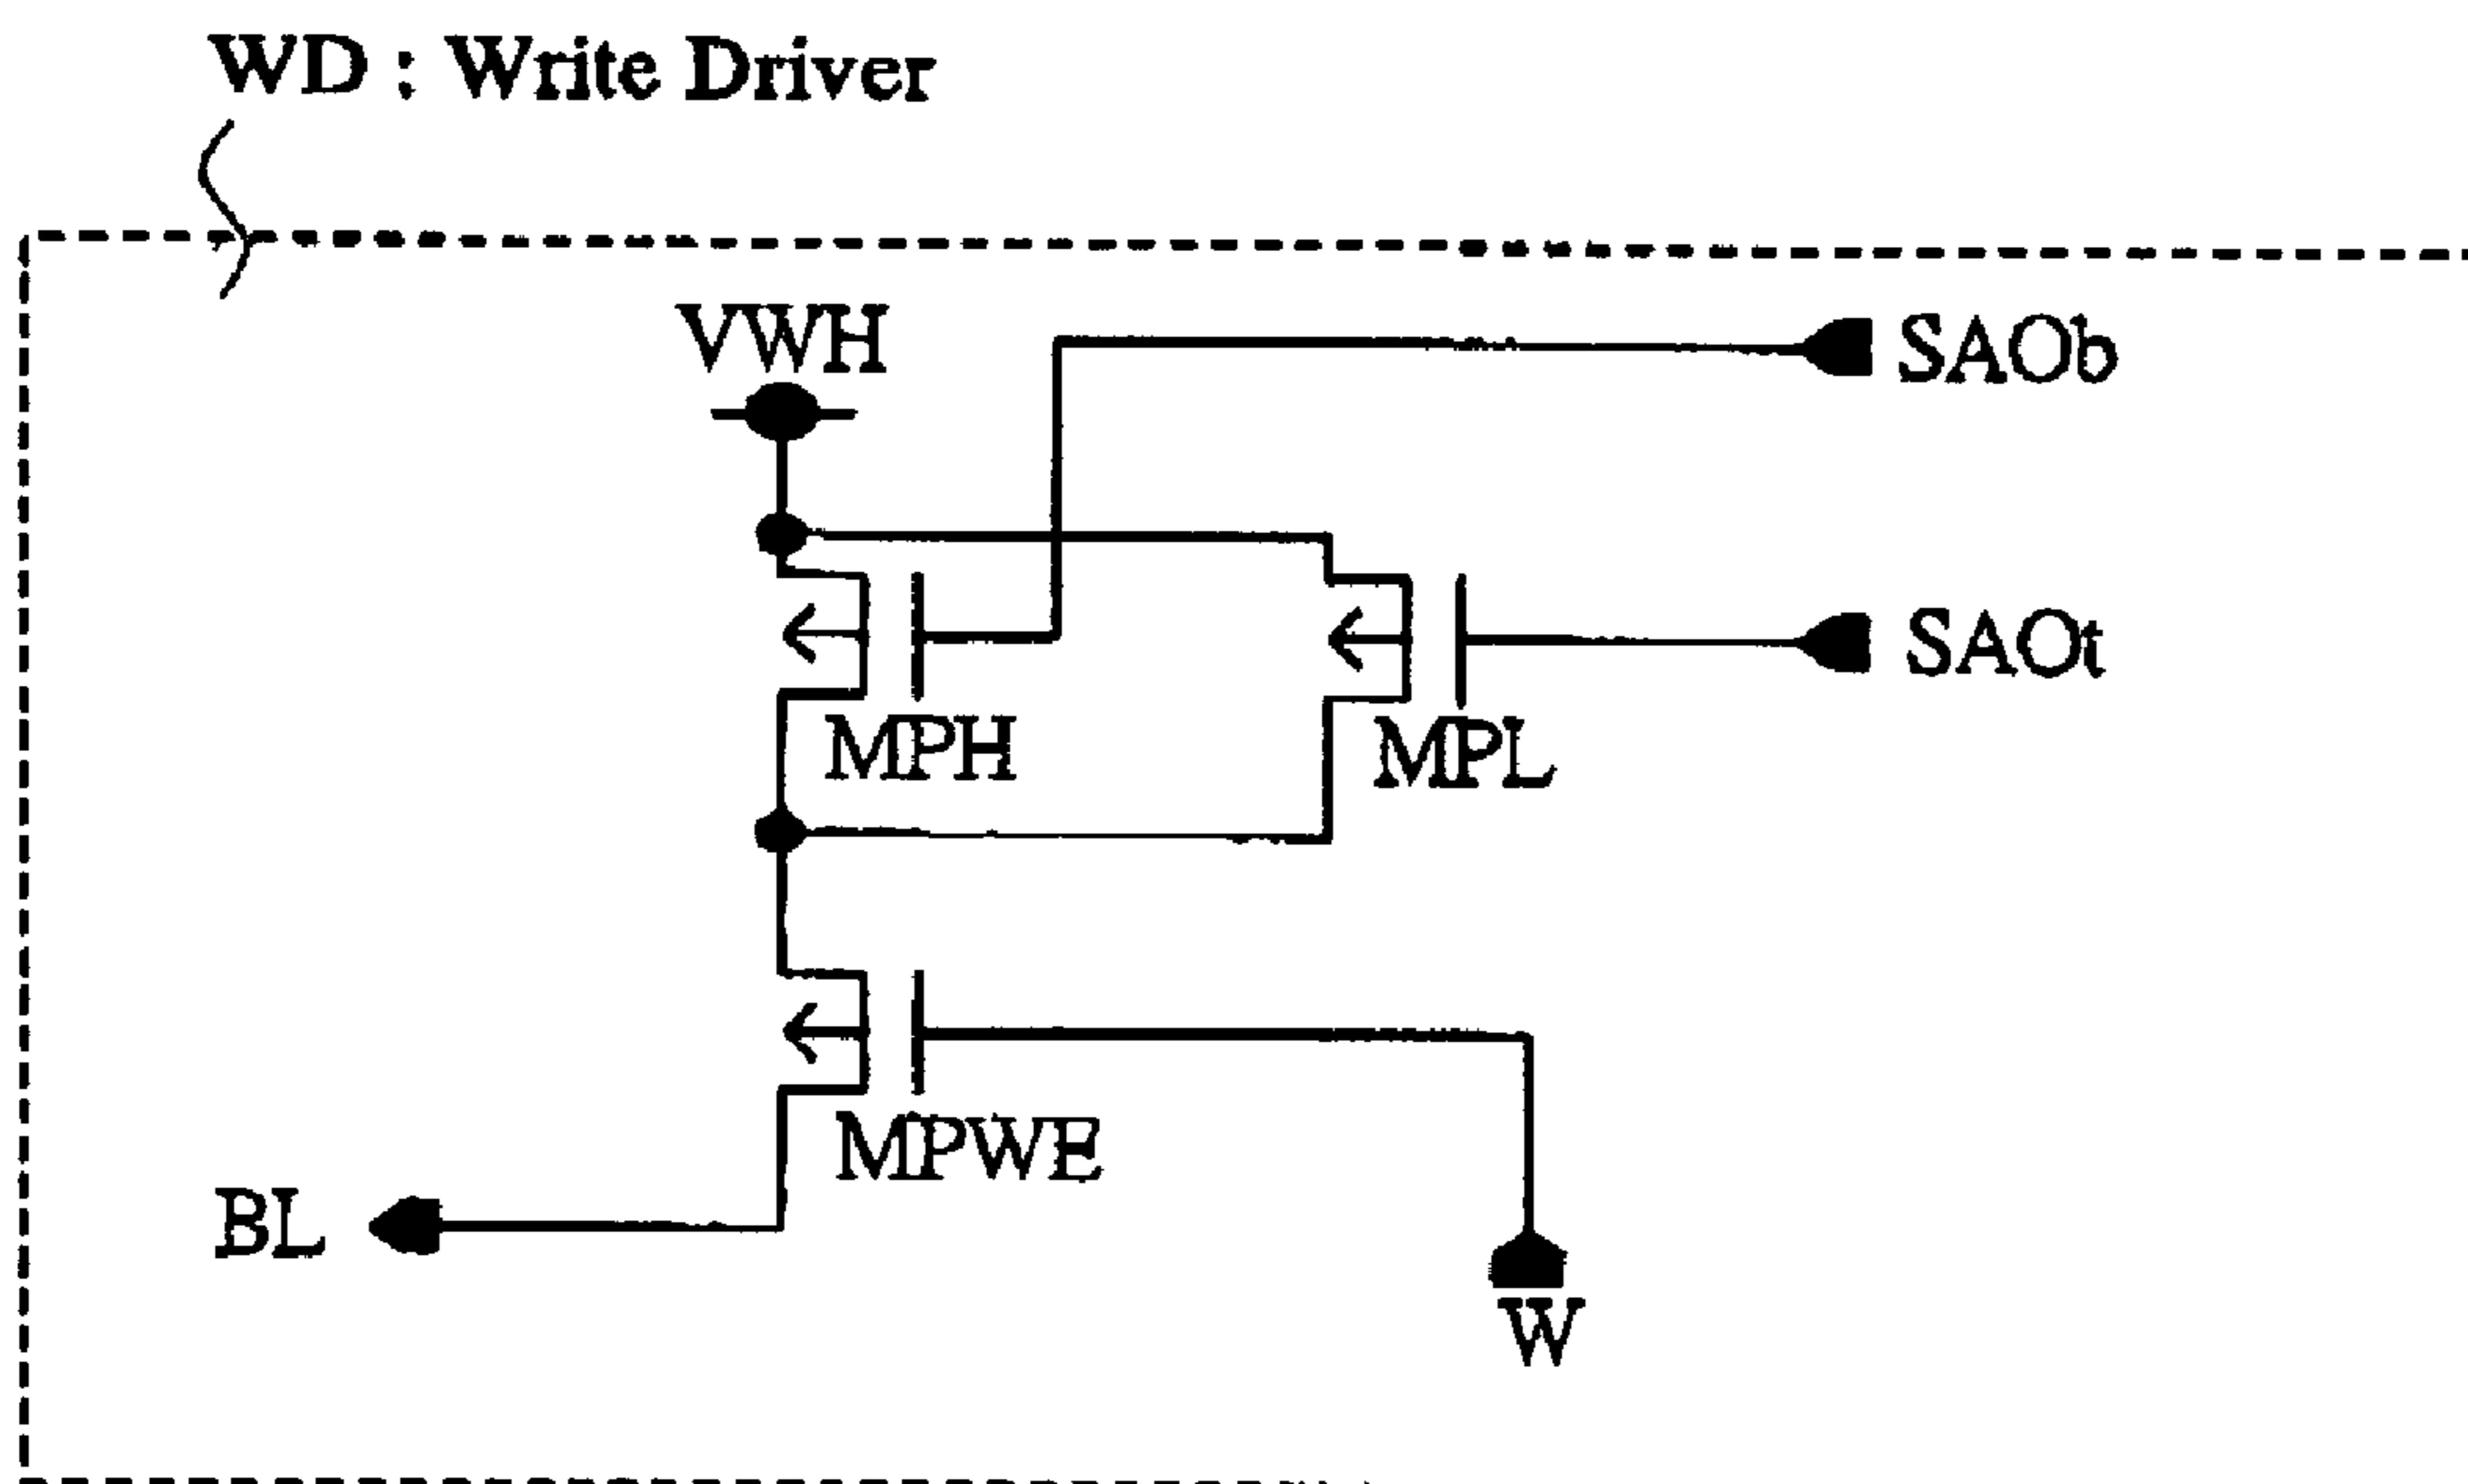 WD : Write Driver
VWH
SAOb
SAOt
MPH
MPL
MPWE
BL
W